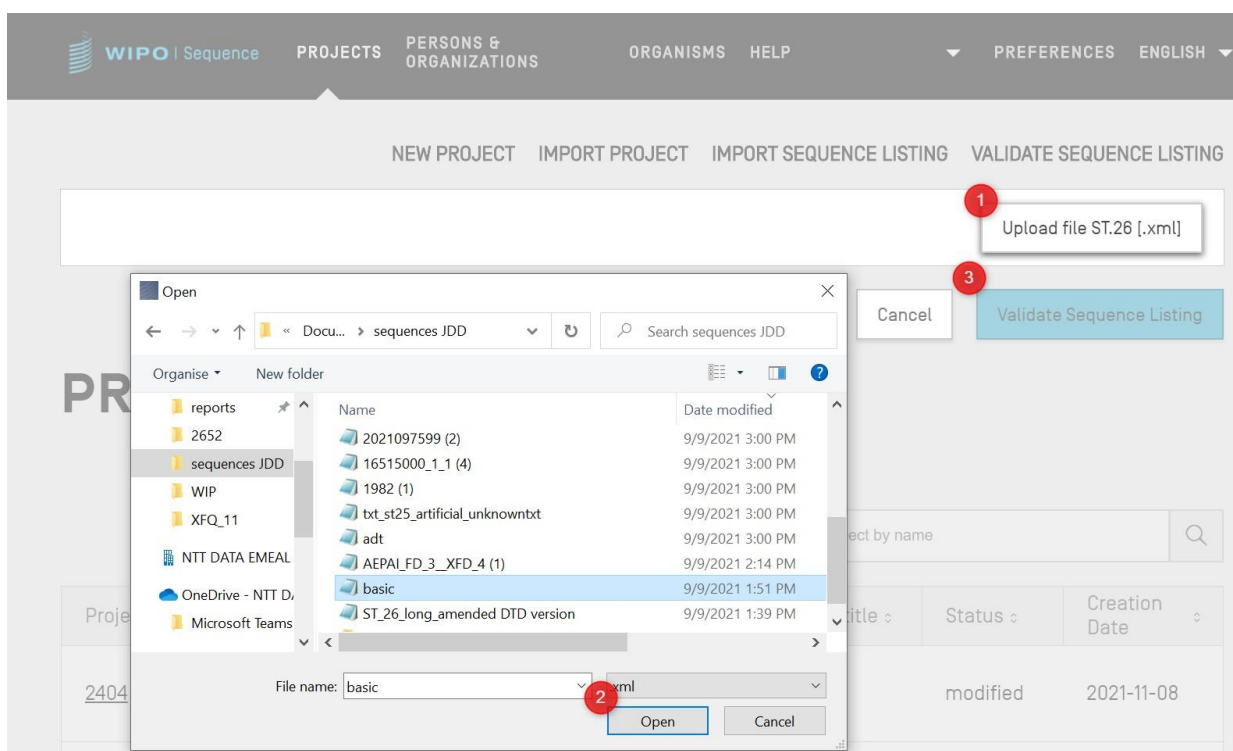 WIPO | Sequence PROJECTS PERSONS & ORGANIZATIONS ORGANISMS HELP PREFERENCES ENGLISH
NEW PROJECT IMPORT PROJECT IMPORT SEQUENCE LISTING VALIDATE SEQUENCE LISTING
1
Upload file ST.26 [.xml]
3
Cancel Validate Sequence Listing
Open
« Docu... > sequences JDD Search sequences JDD
Organise New folder ?
PR
reports
2652
sequences JDD
WIP
XFQ_11
NTT DATA EMEAL
OneDrive - NTT D
Microsoft Teams
Name Date modified
2021097599 (2) 9/9/2021 3:00 PM
16515000_1_1 (4) 9/9/2021 3:00 PM
1982 (1) 9/9/2021 3:00 PM
txt_st25_artificial_unknowntxt 9/9/2021 3:00 PM
adt 9/9/2021 3:00 PM
AEPAI_FD_3__XFD_4 (1) 9/9/2021 2:14 PM
basic 9/9/2021 1:51 PM
ST_26_long_amended DTD version 9/9/2021 1:39 PM
ect by name
Proje title Status Creation Date
2404 modified 2021-11-08
File name: basic .xml
2
Open Cancel